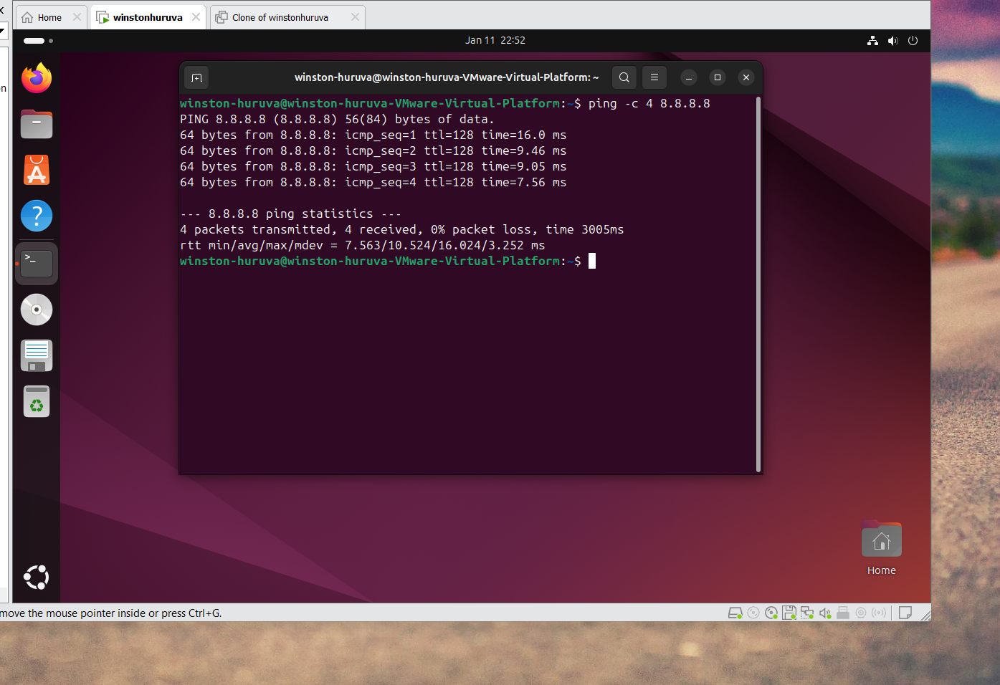 Home
winstonhuruva
Clone of winstonhuruva
Jan 11 22:52
winston-huruva@winston-huruva-VMware-Virtual-Platform: ~
winston-huruva@winston-huruva-VMware-Virtual-Platform:~$ ping -c 4 8.8.8.8
PING 8.8.8.8 (8.8.8.8) 56(84) bytes of data.
64 bytes from 8.8.8.8: icmp_seq=1 ttl=128 time=16.0 ms
64 bytes from 8.8.8.8: icmp_seq=2 ttl=128 time=9.46 ms
64 bytes from 8.8.8.8: icmp_seq=3 ttl=128 time=9.05 ms
64 bytes from 8.8.8.8: icmp_seq=4 ttl=128 time=7.56 ms
--- 8.8.8.8 ping statistics ---
4 packets transmitted, 4 received, 0% packet loss, time 3005ms
rtt min/avg/max/mdev = 7.563/10.524/16.024/3.252 ms
winston-huruva@winston-huruva-VMware-Virtual-Platform:~$
Home
move the mouse pointer inside or press Ctrl+G.